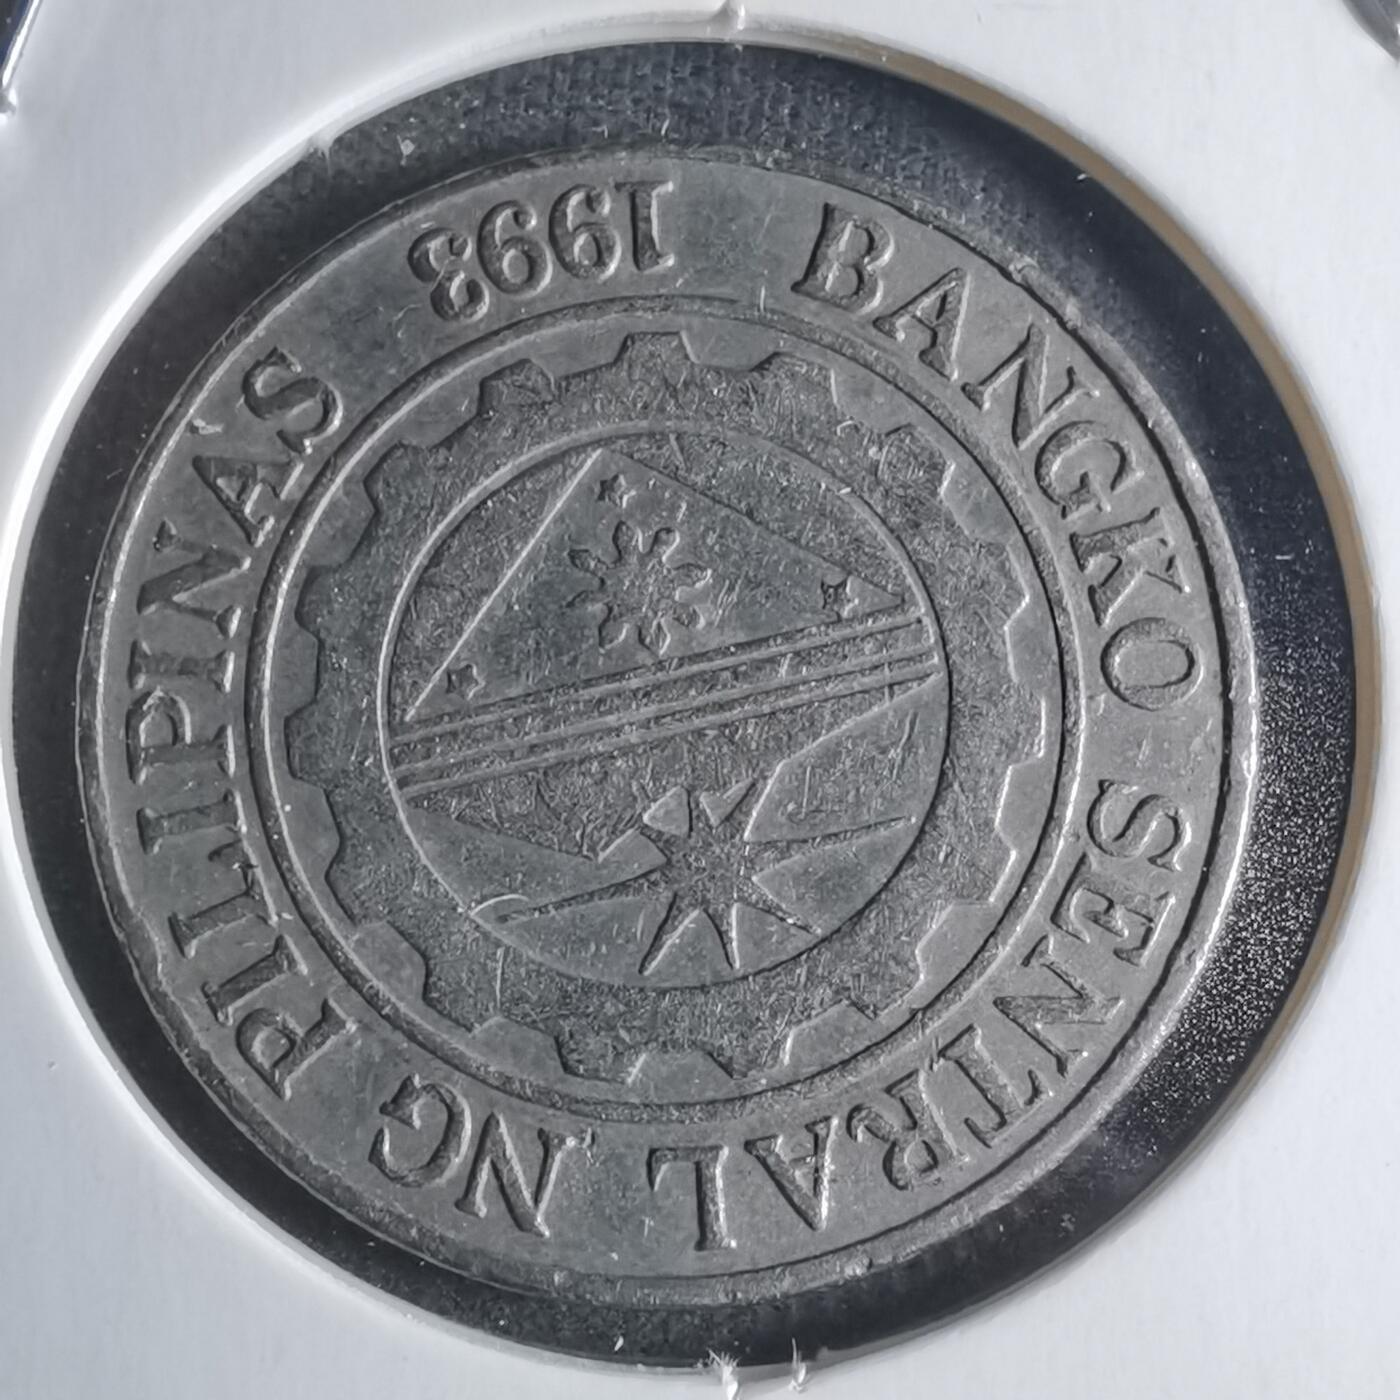 BANGKO SENTRAL NG PILIPINAS
1993